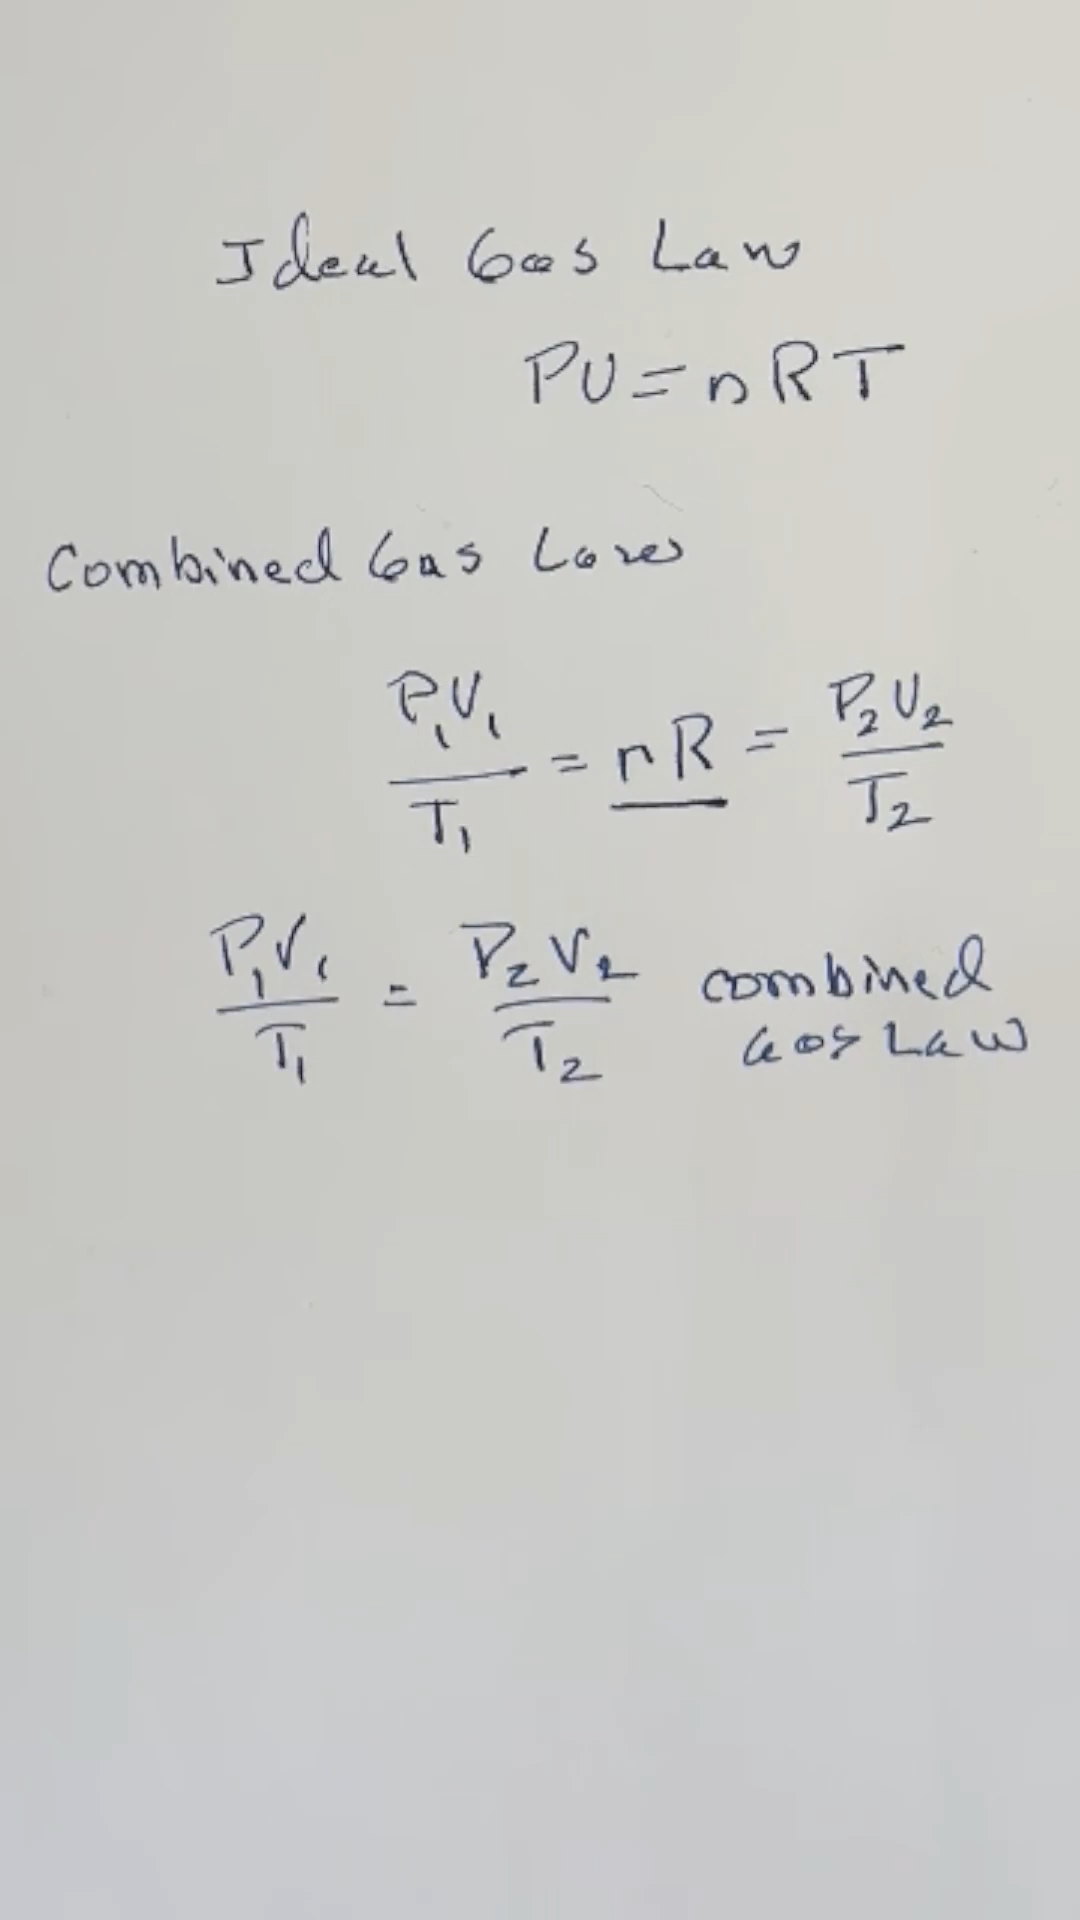 Ideal Gas Law
PV = nRT
Combined Gas Law
P₁V₁/T₁ = nR = P₂V₂/T₂
P₁V₁/T₁ = P₂V₂/T₂ combined
Gas Law